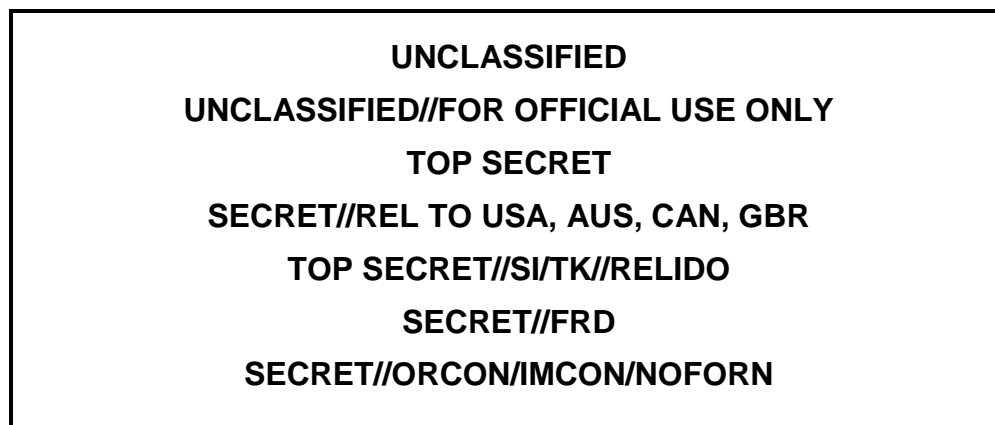 UNCLASSIFIED
UNCLASSIFIED//FOR OFFICIAL USE ONLY
TOP SECRET
SECRET//REL TO USA, AUS, CAN, GBR
TOP SECRET//SI/TK//RELIDO
SECRET//FRD
SECRET//ORCON/IMCON/NOFORN